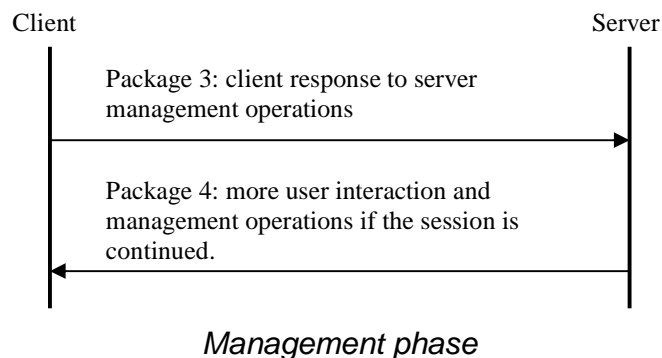 Client Server
Package 3: client response to server
management operations
Package 4: more user interaction and
management operations if the session is
continued.
Management phase